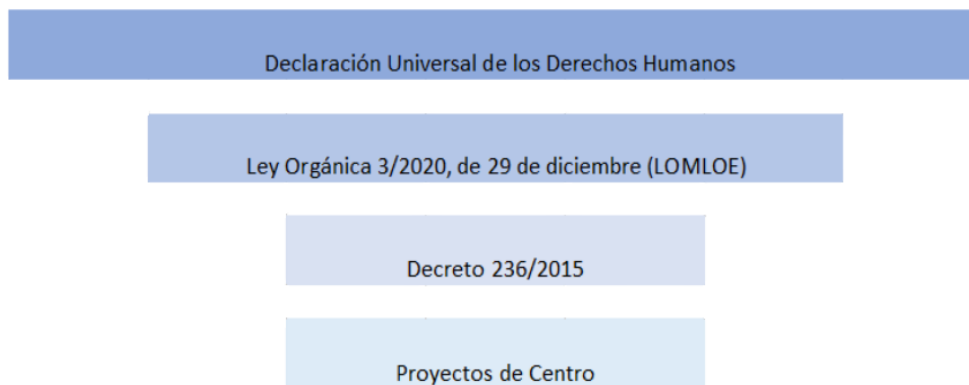 Declaración Universal de los Derechos Humanos
Ley Orgánica 3/2020, de 29 de diciembre (LOMLOE)
Decreto 236/2015
Proyectos de Centro